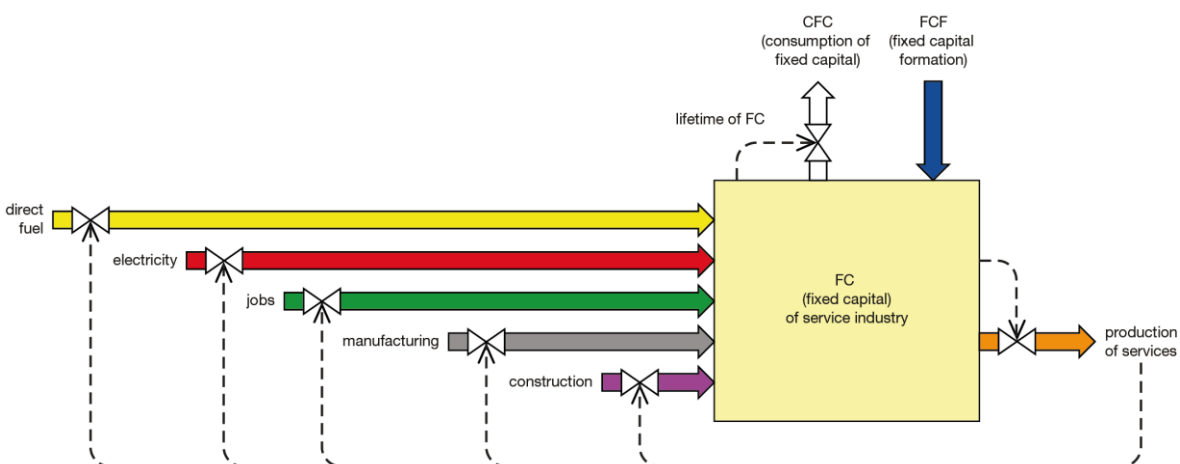 CFC
(consumption of
fixed capital)
FCF
(fixed capital
formation)
lifetime of FC
direct
fuel
electricity
jobs
manufacturing
construction
FC
(fixed capital)
of service industry
production
of services